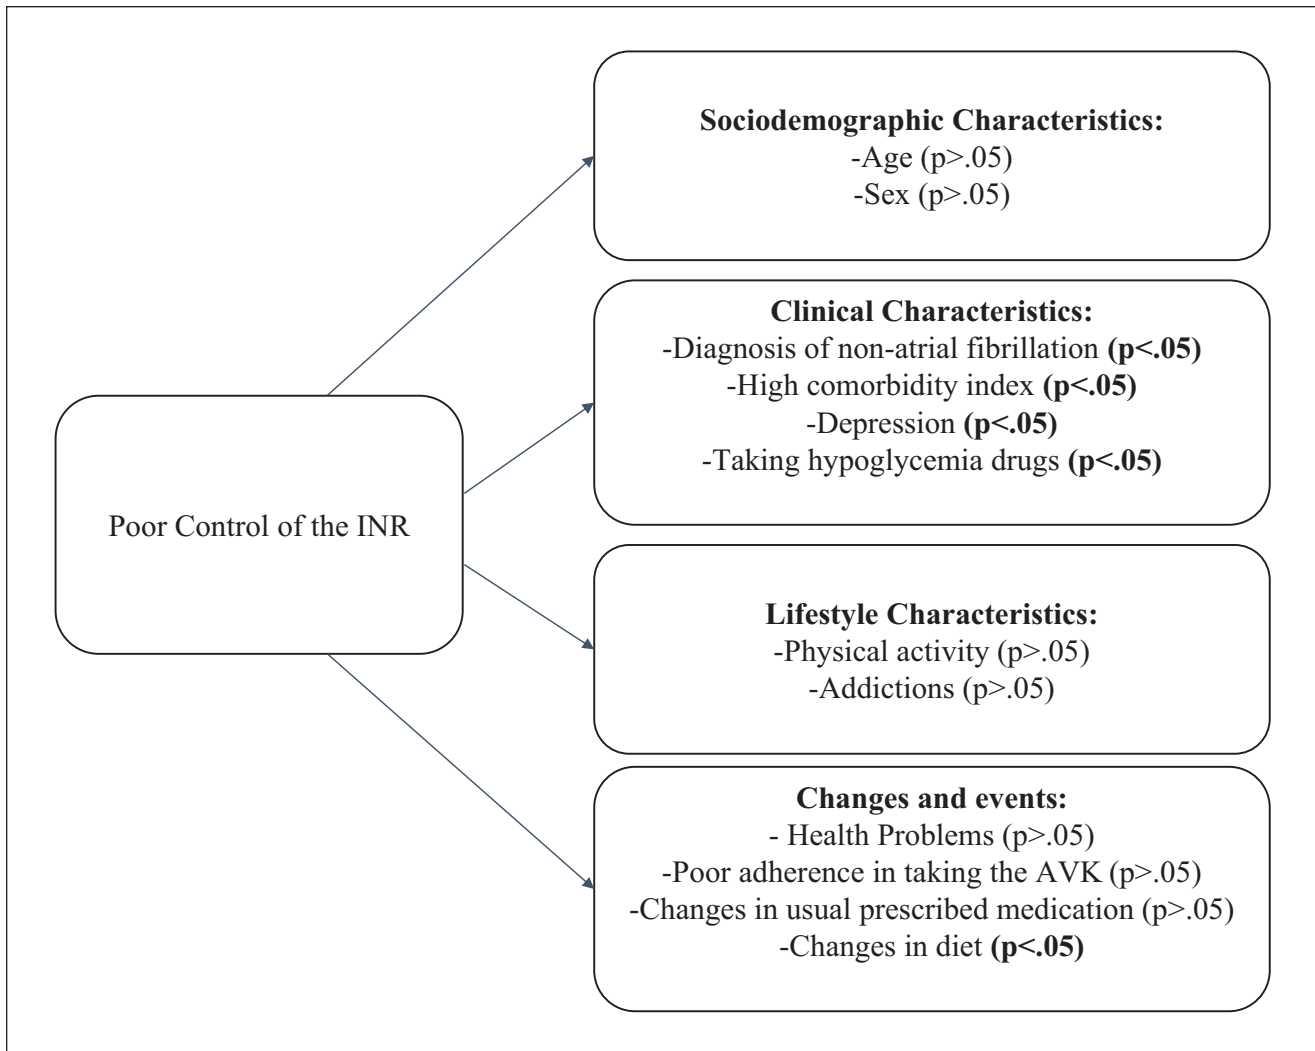 Sociodemographic Characteristics:
-Age (p>.05)
-Sex (p>.05)
Clinical Characteristics:
-Diagnosis of non-atrial fibrillation (p<.05)
-High comorbidity index (p<.05)
-Depression (p<.05)
-Taking hypoglycemia drugs (p<.05)
Poor Control of the INR
Lifestyle Characteristics:
-Physical activity (p>.05)
-Addictions (p>.05)
Changes and events:
- Health Problems (p>.05)
-Poor adherence in taking the AVK (p>.05)
-Changes in usual prescribed medication (p>.05)
-Changes in diet (p<.05)